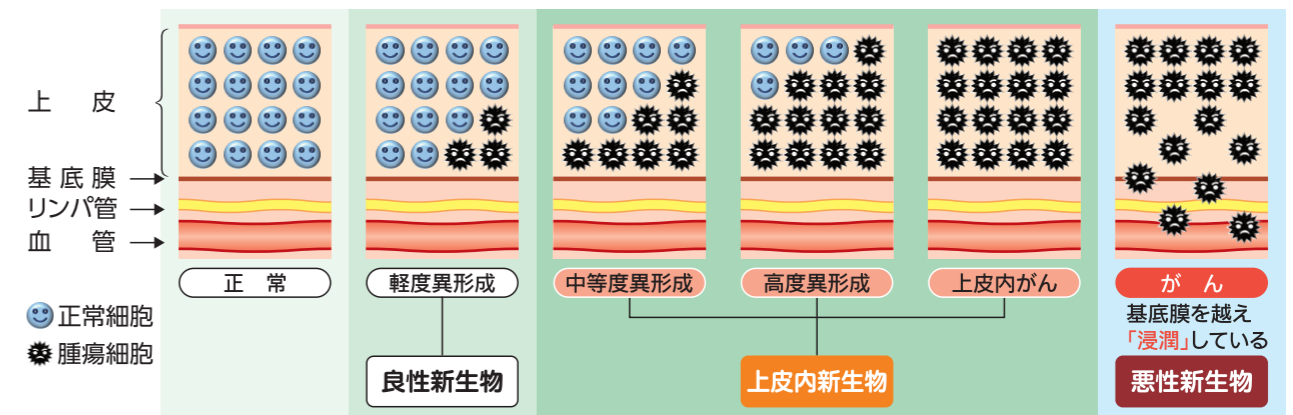 上 皮
基底膜
リンパ管
血 管
正常細胞
腫瘍細胞
正 常
軽度異形成
中等度異形成
高度異形成
上皮内がん
が ん
基底膜を越え
「浸潤」している
良性新生物
上皮内新生物
悪性新生物